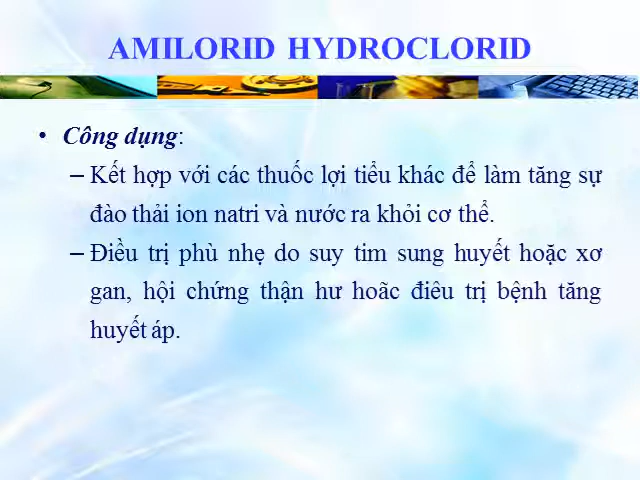 AMILORID HYDROCLORID
• Công dụng:
– Kết hợp với các thuốc lợi tiểu khác để làm tăng sự
đào thải ion natri và nước ra khỏi cơ thể.
– Điều trị phù nhẹ do suy tim sung huyết hoặc xơ
gan, hội chứng thận hư hoãc điêu trị bệnh tăng
huyết áp.